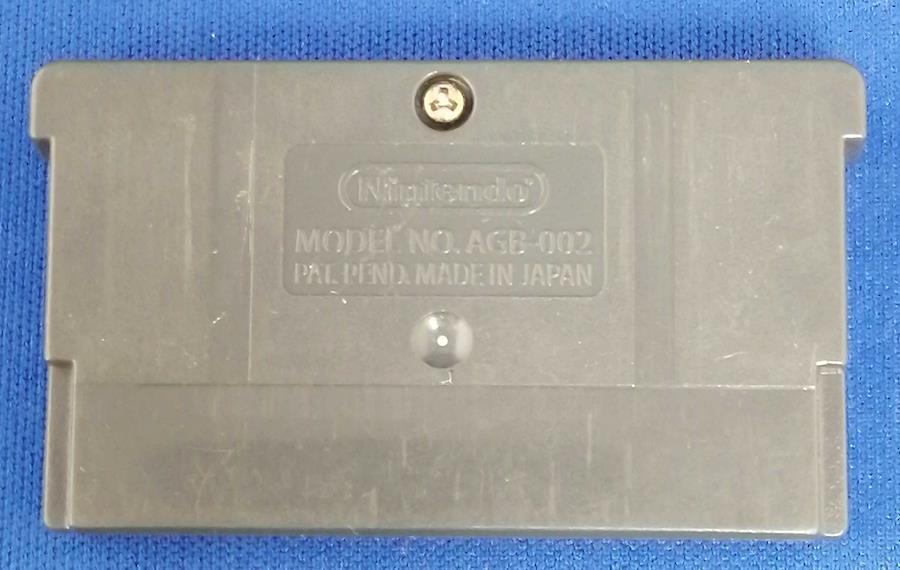 Nintendo®
MODEL NO. AGB-002
PAT. PEND. MADE IN JAPAN